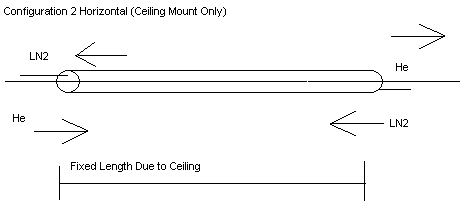 Configuration 2 Horizontal (Ceiling Mount Only)
LN2
He
He
LN2
Fixed Length Due to Ceiling